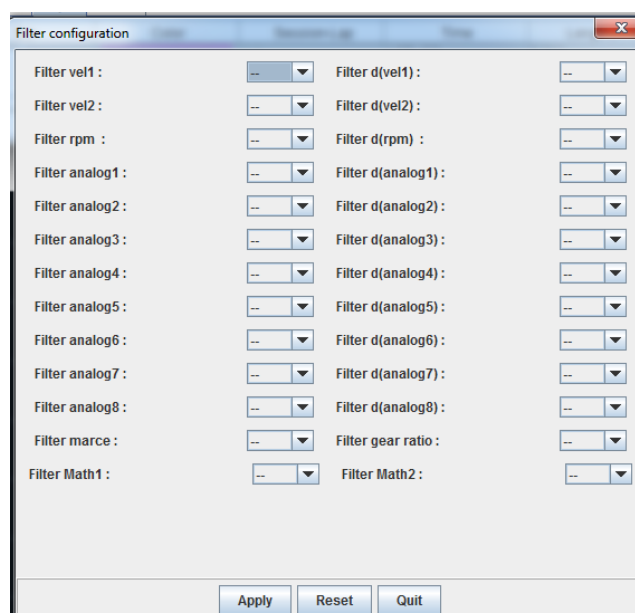 Filter configuration
Filter vel1 : -- Filter d(vel1) : --
Filter vel2 : -- Filter d(vel2) : --
Filter rpm : -- Filter d(rpm) : --
Filter analog1 : -- Filter d(analog1) : --
Filter analog2 : -- Filter d(analog2) : --
Filter analog3 : -- Filter d(analog3) : --
Filter analog4 : -- Filter d(analog4) : --
Filter analog5 : -- Filter d(analog5) : --
Filter analog6 : -- Filter d(analog6) : --
Filter analog7 : -- Filter d(analog7) : --
Filter analog8 : -- Filter d(analog8) : --
Filter marce : -- Filter gear ratio : --
Filter Math1 : -- Filter Math2 : --
Apply Reset Quit